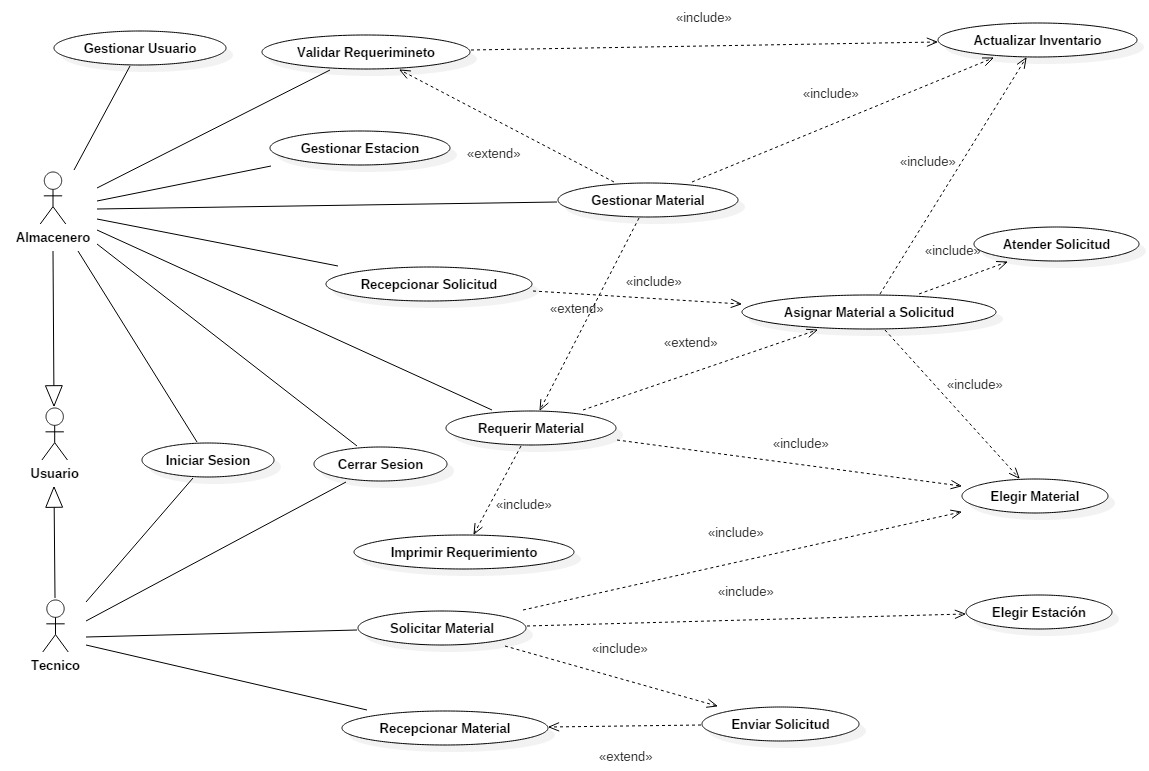 «include»
Gestionar Usuario
Validar Requerimineto
Actualizar Inventario
«include»
Gestionar Estacion
«extend»
«include»
Gestionar Material
Almacenero
«include»
Atender Solicitud
Recepcionar Solicitud
«include»
«extend»
Asignar Material a Solicitud
«extend»
«include»
Requerir Material
«include»
Usuario
Iniciar Sesion
Cerrar Sesion
Elegir Material
«include»
«include»
Imprimir Requerimiento
«include»
Elegir Estación
Solicitar Material
«include»
Tecnico
Recepcionar Material
Enviar Solicitud
«extend»